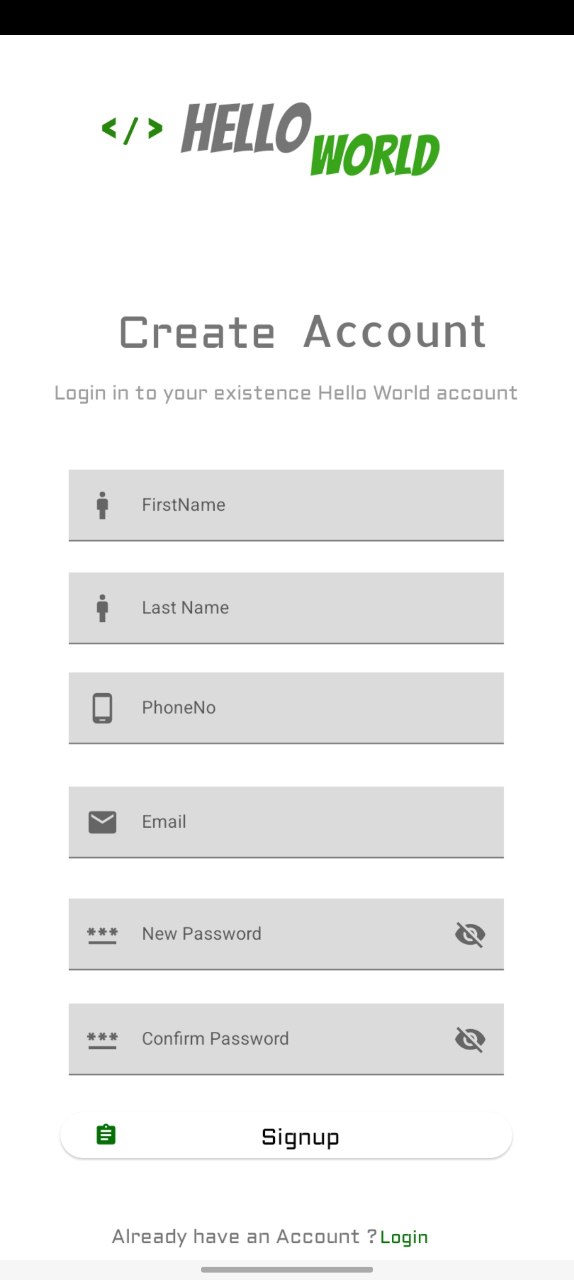 </> HELLO WORLD
Create Account
Login in to your existence Hello World account
FirstName
Last Name
PhoneNo
Email
*** New Password
*** Confirm Password
Signup
Already have an Account ?Login